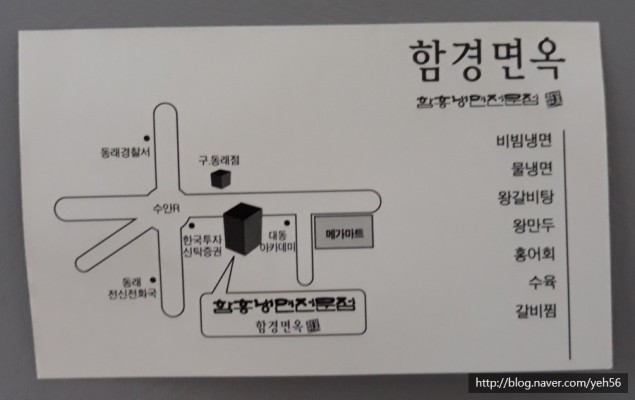 함경면옥
함흥냉면전문점
비빔냉면
물냉면
왕갈비탕
왕만두
홍어회
수육
갈비찜
동래경찰서
구.동래점
수안R
한국투자
신탁증권
대동
아카데미
메가마트
동래
전신전화국
함흥냉면전문점
함경면옥
http://blog.naver.com/yeh56